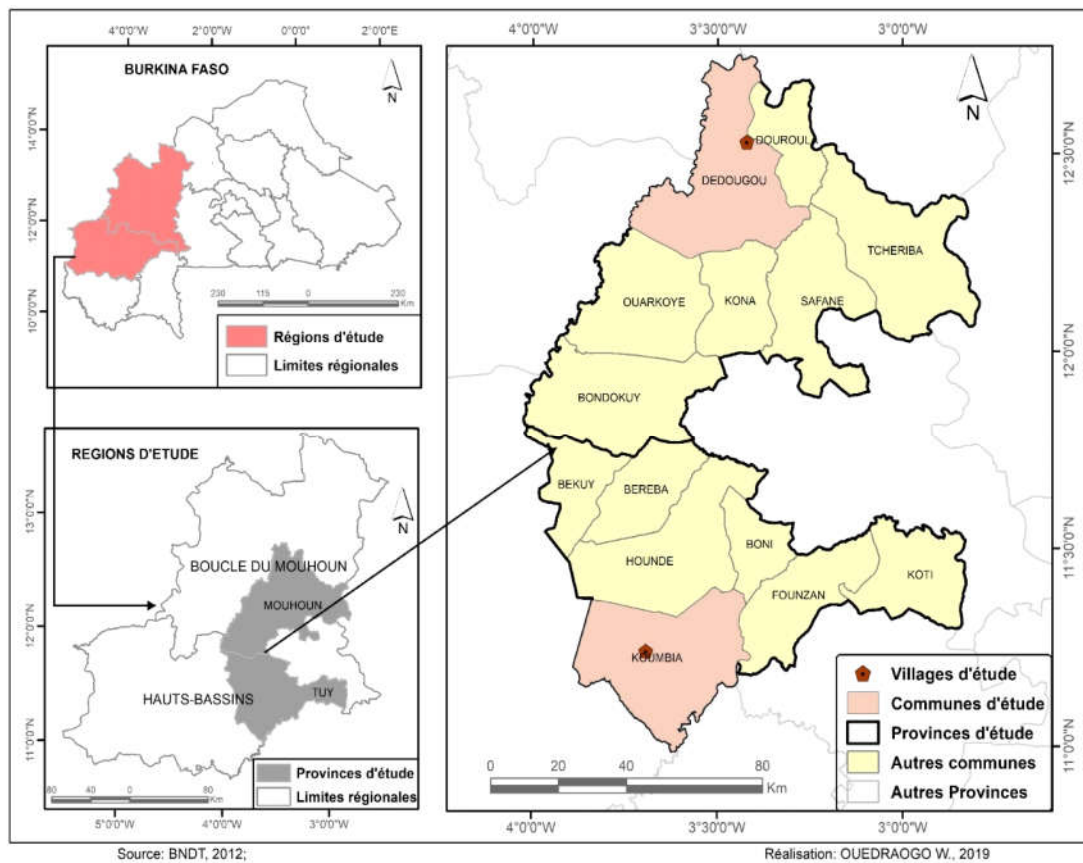 4°0'0"W 2°0'0"W 0°0'0" 2°0'0"E
BURKINA FASO
N
14°0'0"N
12°0'0"N
10°0'0"N
230 115 0 230
Km
Régions d'étude
Limites régionales
REGIONS D'ETUDE
N
13°0'0"N
12°0'0"N
11°0'0"N
BOUCLE DU MOUHOUN
MOUHOUN
HAUTS-BASSINS
TUY
Provinces d'étude
Limites régionales
80 40 0 80
Km
5°0'0"W 4°0'0"W 3°0'0"W
4°0'0"W 3°30'0"W 3°0'0"W
N
12°30'0"N
12°0'0"N
11°30'0"N
11°0'0"N
DOUROUL
DEDOUGOU
TCHERIBA
OUARKOYE
KONA
SAFANE
BONDOKUY
BEKUY
BEREBA
BONI
HOUNDE
KOTI
FOUNZAN
KOUMBIA
Villages d'étude
Communes d'étude
Provinces d'étude
Autres communes
Autres Provinces
0 20 40 80
Km
4°0'0"W 3°30'0"W 3°0'0"W
Source: BNDT, 2012;
Réalisation: OUEDRAOGO W., 2019